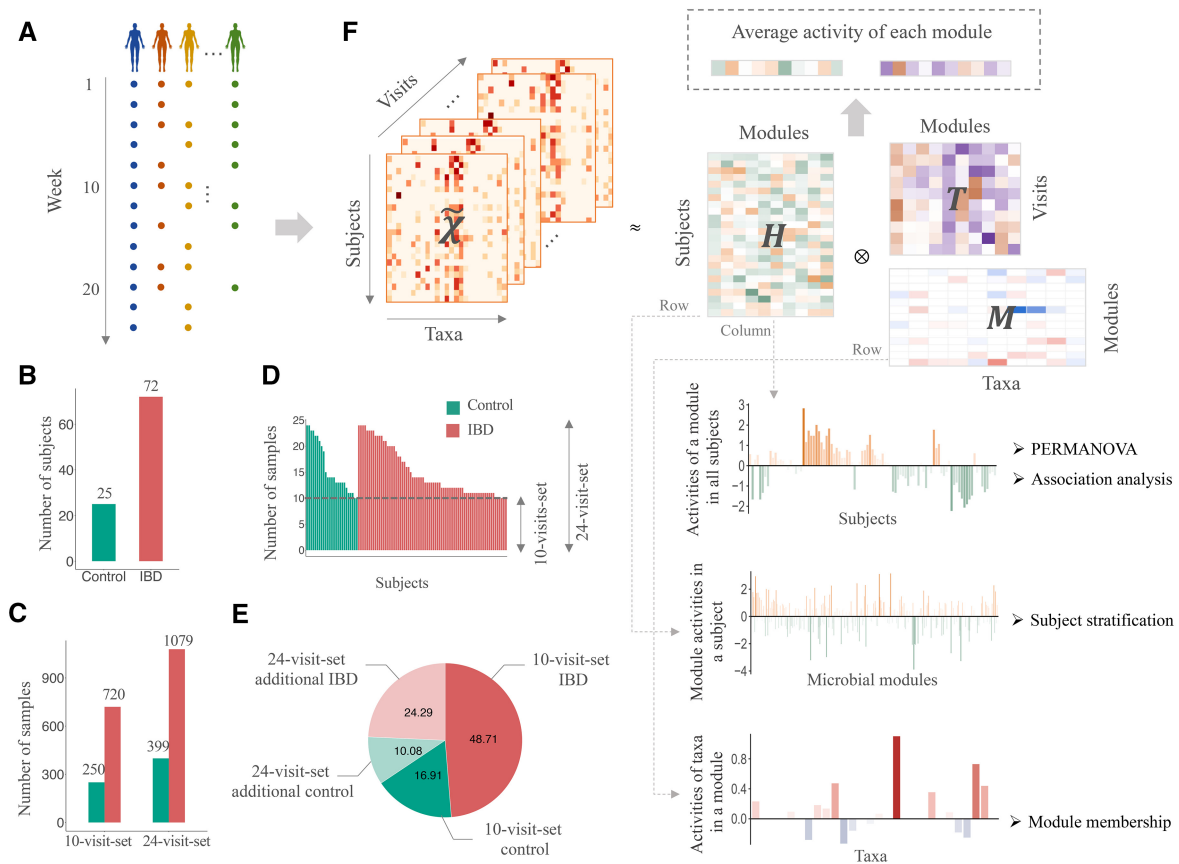 A
Week
1
10
20
...
⋮
F
Visits
...
Subjects
χ̃
Taxa
...
≈
Average activity of each module
Modules
Subjects
H
Row
Column
⊗
Modules
T
Visits
M
Modules
Row
Taxa
B
Number of subjects
0
20
40
60
25
72
Control
IBD
C
Number of samples
0
300
600
900
250
720
399
1079
10-visit-set
24-visit-set
D
Number of samples
25
20
15
10
5
0
Control
IBD
10-visits-set
24-visit-set
Subjects
E
24-visit-set
additional IBD
10-visit-set
IBD
24.29
48.71
10.08
16.91
24-visit-set
additional control
10-visit-set
control
Activities of a module
in all subjects
3
2
1
0
−1
−2
Subjects
➢ PERMANOVA
➢ Association analysis
Module activities in
a subject
2
0
−2
−4
Microbial modules
➢ Subject stratification
Activities of taxa
in a module
0.8
0.4
0.0
Taxa
➢ Module membership